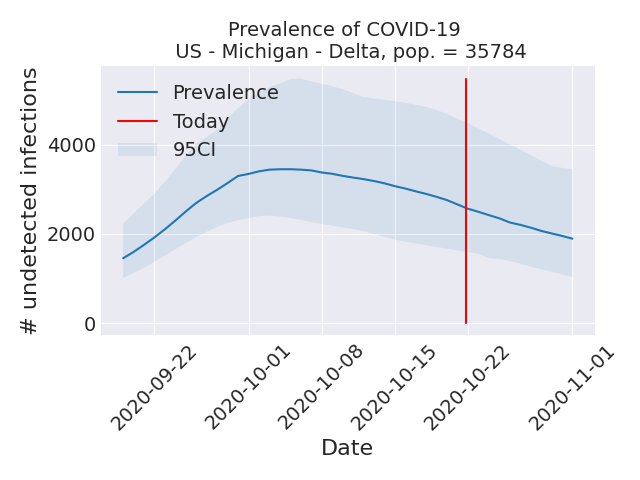 Prevalence of COVID-19
US - Michigan - Delta, pop. = 35784
Prevalence
Today
95CI
# undetected infections
4000
2000
0
2020-09-22
2020-10-01
2020-10-08
2020-10-15
2020-10-22
2020-11-01
Date